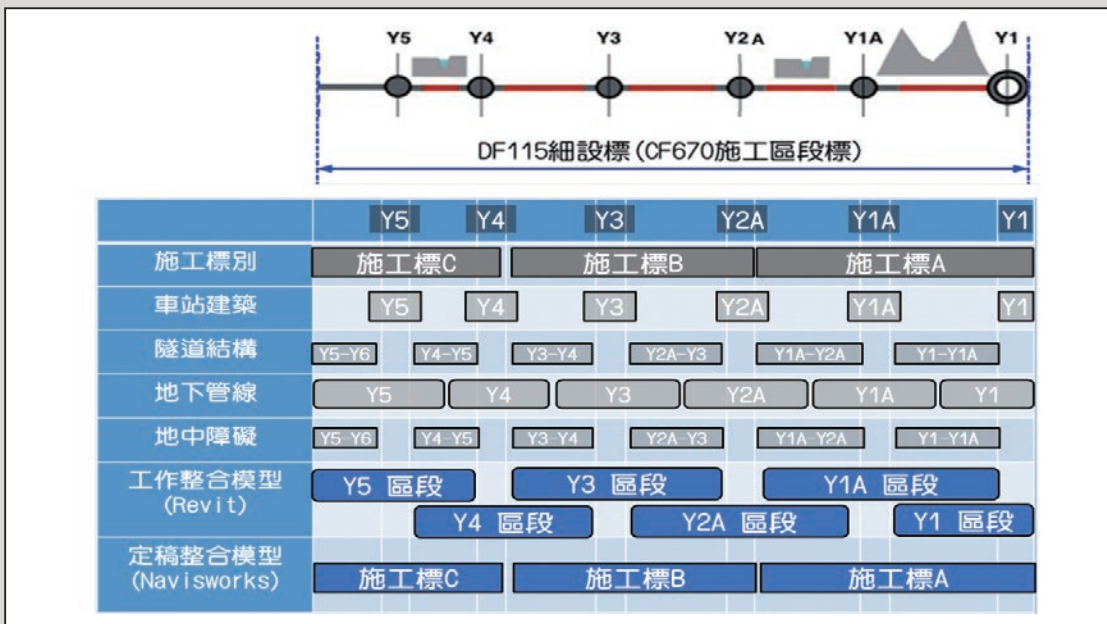 Y5 Y4 Y3 Y2A Y1A Y1
DF115細設標(CF670施工區段標)
Y5 Y4 Y3 Y2A Y1A Y1
施工標別 施工標C 施工標B 施工標A
車站建築 Y5 Y4 Y3 Y2A Y1A Y1
隧道結構 Y5-Y6 Y4-Y5 Y3-Y4 Y2A-Y3 Y1A-Y2A Y1-Y1A
地下管線 Y5 Y4 Y3 Y2A Y1A Y1
地中障礙 Y5-Y6 Y4-Y5 Y3-Y4 Y2A-Y3 Y1A-Y2A Y1-Y1A
工作整合模型
(Revit)
Y5 區段 Y3 區段 Y1A 區段
Y4 區段 Y2A 區段 Y1 區段
定稿整合模型
(Navisworks)
施工標C 施工標B 施工標A